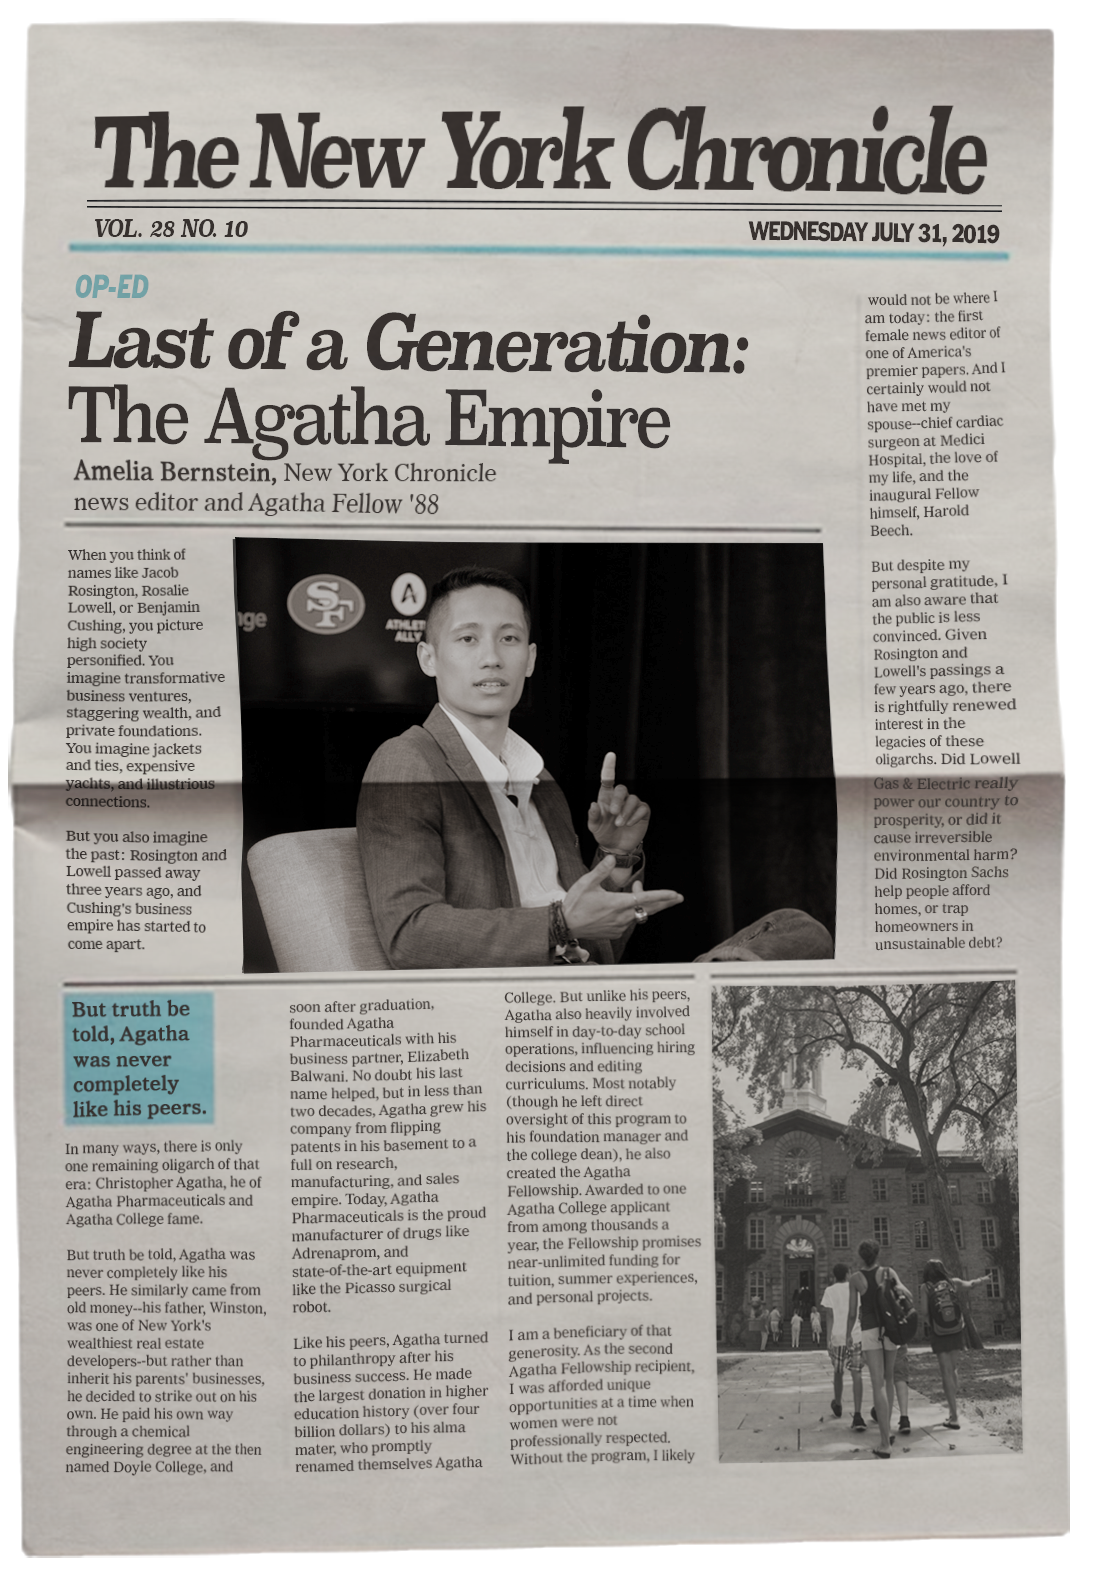 The New York Chronicle
VOL. 28 NO. 10
WEDNESDAY JULY 31, 2019
OP-ED
Last of a Generation:
The Agatha Empire
Amelia Bernstein, New York Chronicle
news editor and Agatha Fellow '88
When you think of
names like Jacob
Rosington, Rosalie
Lowell, or Benjamin
Cushing, you picture
high society
personified. You
imagine transformative
business ventures,
staggering wealth, and
private foundations.
You imagine jackets
and ties, expensive
yachts, and illustrious
connections.
But you also imagine
the past: Rosington and
Lowell passed away
three years ago, and
Cushing's business
empire has started to
come apart.
nge
SF
A
ATHLET
ALLY
But truth be
told, Agatha
was never
completely
like his peers.
In many ways, there is only
one remaining oligarch of that
era: Christopher Agatha, he of
Agatha Pharmaceuticals and
Agatha College fame.
But truth be told, Agatha was
never completely like his
peers. He similarly came from
old money--his father, Winston,
was one of New York's
wealthiest real estate
developers--but rather than
inherit his parents' businesses,
he decided to strike out on his
own. He paid his own way
through a chemical
engineering degree at the then
named Doyle College, and
soon after graduation,
founded Agatha
Pharmaceuticals with his
business partner, Elizabeth
Balwani. No doubt his last
name helped, but in less than
two decades, Agatha grew his
company from flipping
patents in his basement to a
full on research,
manufacturing, and sales
empire. Today, Agatha
Pharmaceuticals is the proud
manufacturer of drugs like
Adrenaprom, and
state-of-the-art equipment
like the Picasso surgical
robot.
Like his peers, Agatha turned
to philanthropy after his
business success. He made
the largest donation in higher
education history (over four
billion dollars) to his alma
mater, who promptly
renamed themselves Agatha
College. But unlike his peers,
Agatha also heavily involved
himself in day-to-day school
operations, influencing hiring
decisions and editing
curriculums. Most notably
(though he left direct
oversight of this program to
his foundation manager and
the college dean), he also
created the Agatha
Fellowship. Awarded to one
Agatha College applicant
from among thousands a
year, the Fellowship promises
near-unlimited funding for
tuition, summer experiences,
and personal projects.
I am a beneficiary of that
generosity. As the second
Agatha Fellowship recipient,
I was afforded unique
opportunities at a time when
women were not
professionally respected.
Without the program, I likely
would not be where I
am today: the first
female news editor of
one of America's
premier papers. And I
certainly would not
have met my
spouse--chief cardiac
surgeon at Medici
Hospital, the love of
my life, and the
inaugural Fellow
himself, Harold
Beech.
But despite my
personal gratitude, I
am also aware that
the public is less
convinced. Given
Rosington and
Lowell's passings a
few years ago, there
is rightfully renewed
interest in the
legacies of these
oligarchs. Did Lowell
Gas & Electric really
power our country to
prosperity, or did it
cause irreversible
environmental harm?
Did Rosington Sachs
help people afford
homes, or trap
homeowners in
unsustainable debt?